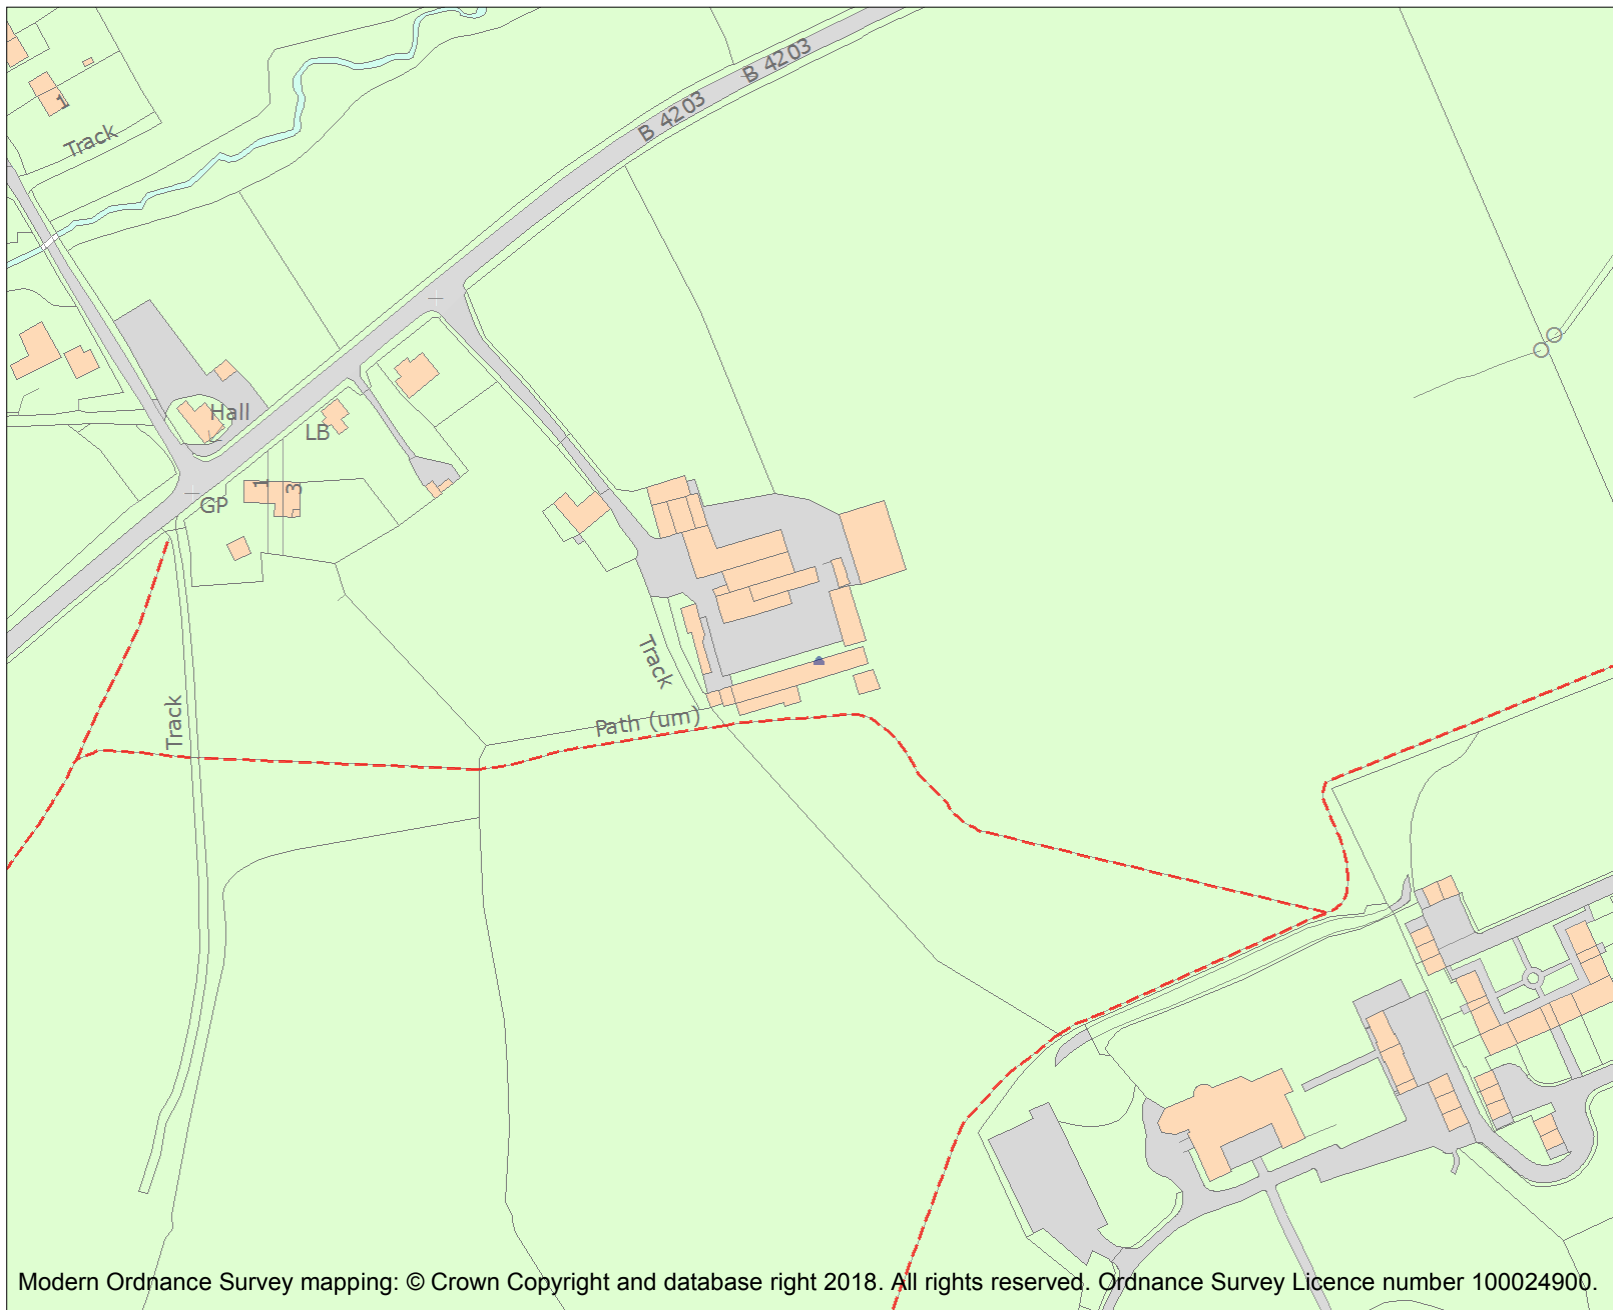 B 4203
B 4203
1
Track
Hall
LB
1
3
GP
Track
Track
Path (um)
Modern Ordnance Survey mapping: © Crown Copyright and database right 2018. All rights reserved. Ordnance Survey Licence number 100024900.